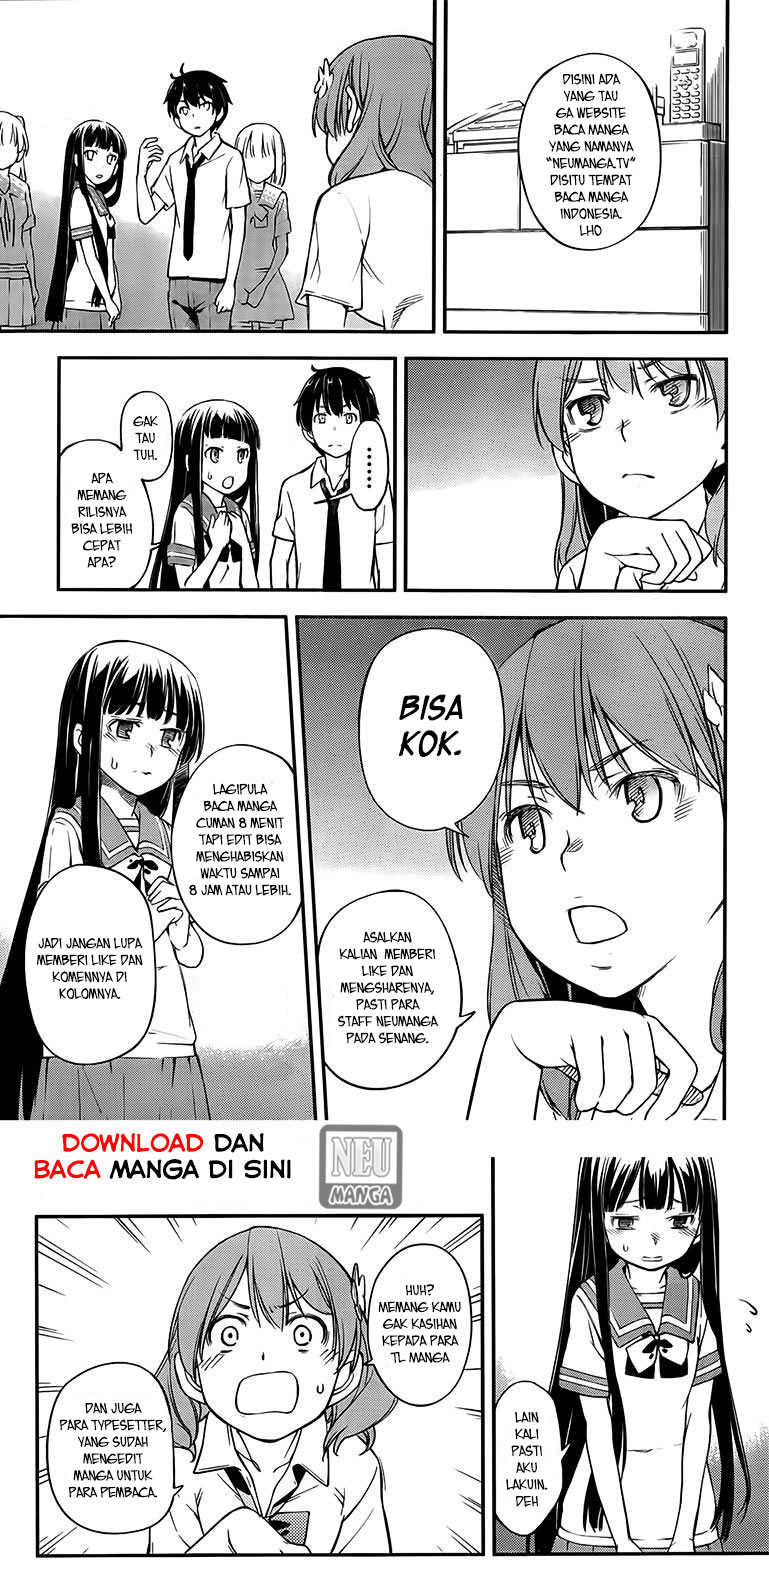 DISINI ADA
YANG TAU
GA WEBSITE
BACA MANGA
YANG NAMANYA
"NEUMANGA.TV"
DISITU TEMPAT
BACA MANGA
INDONESIA.
LHO
.....
GAK
TAU
TUH.
APA
MEMANG
RILISNYA
BISA LEBIH
CEPAT
APA?
BISA
KOK.
ASALKAN
KALIAN MEMBERI
LIKE DAN
MENGSHARENYA,
PASTI PARA
STAFF NEUMANGA
PADA SENANG.
LAGIPULA
BACA MANGA
CUMAN 8 MENIT
TAPI EDIT BISA
MENGHABISKAN
WAKTU SAMPAI
8 JAM ATAU LEBIH.
JADI JANGAN LUPA
MEMBERI LIKE DAN
KOMENNYA DI
KOLOMNYA.
DOWNLOAD DAN
BACA MANGA DI SINI
NEU
MANGA
HUH?
MEMANG KAMU
GAK KASIHAN
KEPADA PARA
TL MANGA
DAN JUGA
PARA TYPESETTER,
YANG SUDAH
MENGEDIT
MANGA UNTUK
PARA PEMBACA.
LAIN
KALI
PASTI
AKU
LAKUIN.
DEH